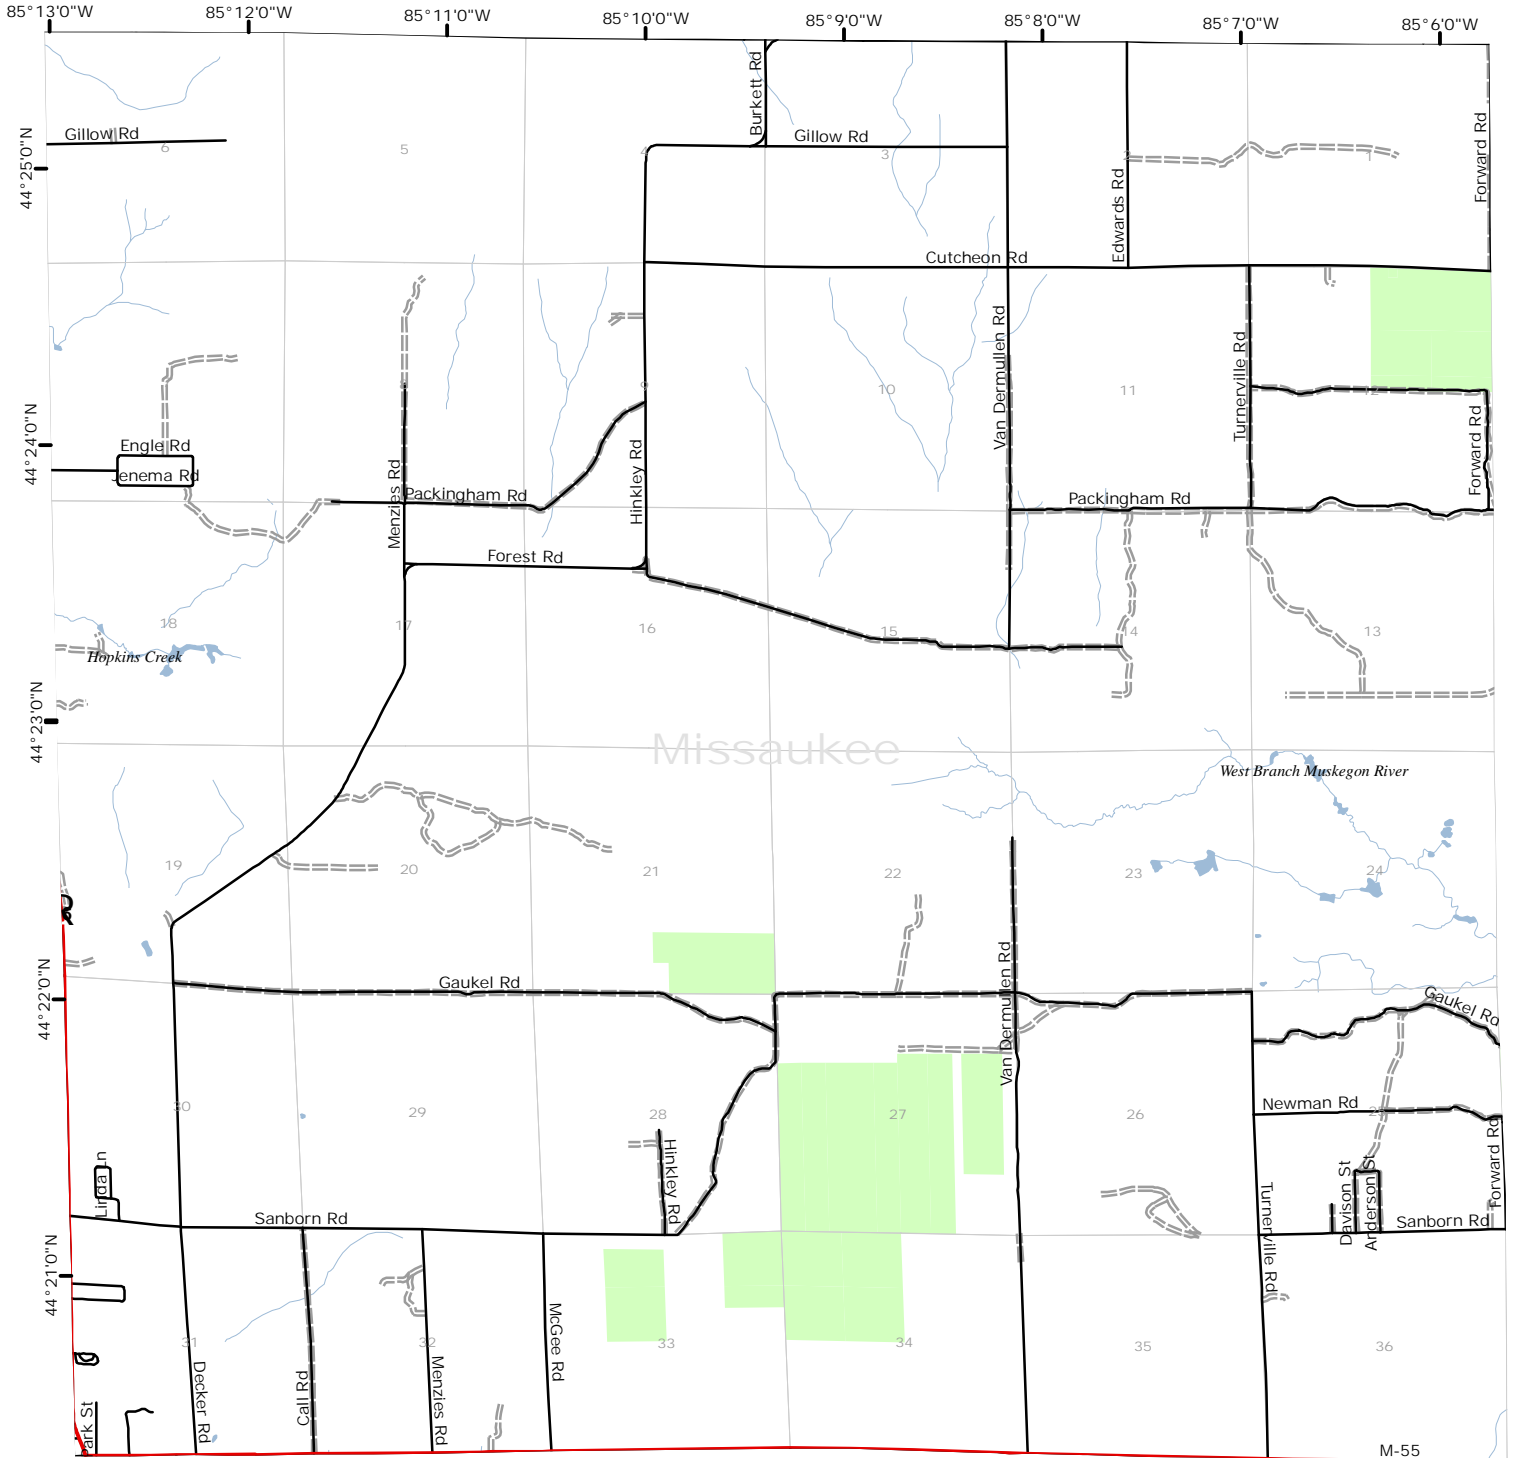 85°13'0"W
85°12'0"W
85°11'0"W
85°10'0"W
85°9'0"W
85°8'0"W
85°7'0"W
85°6'0"W
44°25'0"N
44°24'0"N
44°23'0"N
44°22'0"N
44°21'0"N
Gillow Rd
6
5
4
Burkett Rd
Gillow Rd
3
2
Edwards Rd
1
Forward Rd
Cutcheon Rd
Van Dermullen Rd
Turnerville Rd
9
10
11
12
Engle Rd
Jenema Rd
Menzies Rd
Packingham Rd
Hinkley Rd
Packingham Rd
Forward Rd
Forest Rd
18
17
16
15
14
13
Hopkins Creek
Missaukee
West Branch Muskegon River
19
20
21
22
23
24
Gaukel Rd
Van Dermullen Rd
Gaukel Rd
30
29
28
27
26
25
Newman Rd
Linda Ln
Hinkley Rd
Turnerville Rd
Davison St
Anderson St
Forward Rd
Sanborn Rd
Sanborn Rd
31
32
33
34
35
36
Park St
Decker Rd
Call Rd
Menzies Rd
McGee Rd
M-55